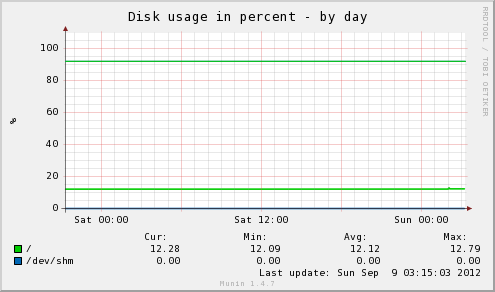 Disk usage in percent - by day
RRDTOOL / TOBI OETIKER
%
100
80
60
40
20
0
Sat 00:00 Sat 12:00 Sun 00:00
Cur: Min: Avg: Max:
/ 12.28 12.09 12.12 12.79
/dev/shm 0.00 0.00 0.00 0.00
Last update: Sun Sep  9 03:15:03 2012
Munin 1.4.7